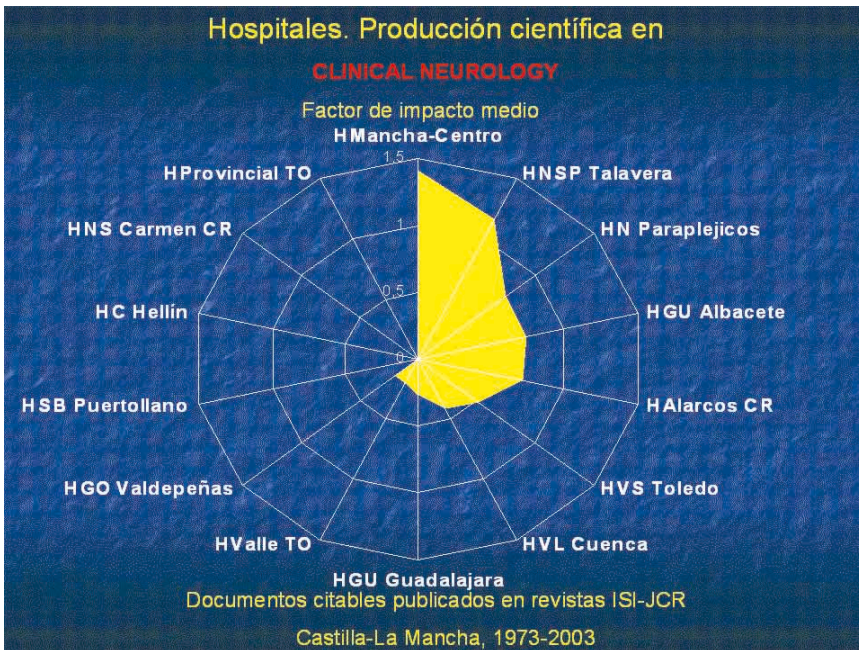 Hospitales. Producción científica en
CLINICAL NEUROLOGY
Factor de impacto medio
HMancha-Centro
1,5
HProvincial TO
HNSP Talavera
HNS Carmen CR
HN Paraplejicos
1
HC Hellín
0,5
HGU Albacete
0
HSB Puertollano
HAlarcos CR
HGO Valdepeñas
HVS Toledo
HValle TO
HVL Cuenca
HGU Guadalajara
Documentos citables publicados en revistas ISI-JCR
Castilla-La Mancha, 1973-2003